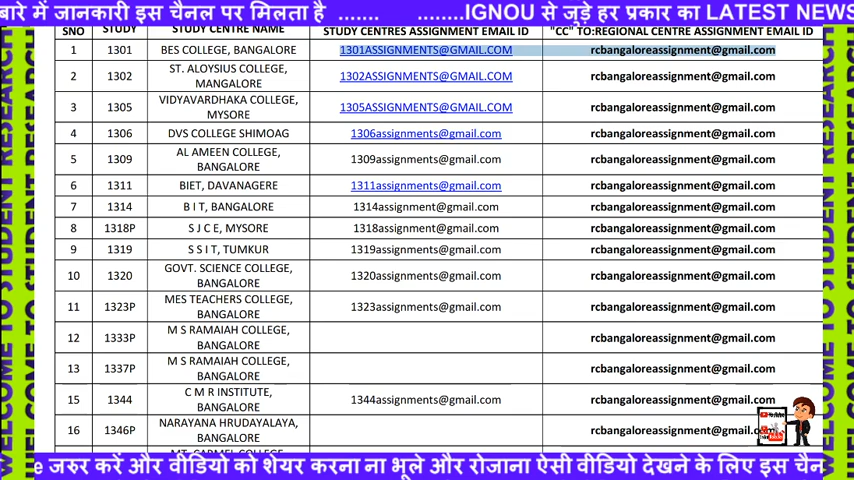 बारे में जानकारी इस चैनल पर मिलता है ....... ........IGNOU से जुड़े हर प्रकार का LATEST NEWS
SNO STUDY STUDY CENTRE NAME STUDY CENTRES ASSIGNMENT EMAIL ID "CC" TO:REGIONAL CENTRE ASSIGNMENT EMAIL ID
1 1301 BES COLLEGE, BANGALORE 1301ASSIGNMENTS@GMAIL.COM rcbangaloreassignment@gmail.com
2 1302 ST. ALOYSIUS COLLEGE, MANGALORE 1302ASSIGNMENTS@GMAIL.COM rcbangaloreassignment@gmail.com
3 1305 VIDYAVARDHAKA COLLEGE, MYSORE 1305ASSIGNMENTS@GMAIL.COM rcbangaloreassignment@gmail.com
4 1306 DVS COLLEGE SHIMOAG 1306assignments@gmail.com rcbangaloreassignment@gmail.com
5 1309 AL AMEEN COLLEGE, BANGALORE 1309assignments@gmail.com rcbangaloreassignment@gmail.com
6 1311 BIET, DAVANAGERE 1311assignments@gmail.com rcbangaloreassignment@gmail.com
7 1314 B I T, BANGALORE 1314assignment@gmail.com rcbangaloreassignment@gmail.com
8 1318P S J C E, MYSORE 1318assignment@gmail.com rcbangaloreassignment@gmail.com
9 1319 S S I T, TUMKUR 1319assignments@gmail.com rcbangaloreassignment@gmail.com
10 1320 GOVT. SCIENCE COLLEGE, BANGALORE 1320assignments@gmail.com rcbangaloreassignment@gmail.com
11 1323P MES TEACHERS COLLEGE, BANGALORE 1323assignments@gmail.com rcbangaloreassignment@gmail.com
12 1333P M S RAMAIAH COLLEGE, BANGALORE rcbangaloreassignment@gmail.com
13 1337P M S RAMAIAH COLLEGE, BANGALORE rcbangaloreassignment@gmail.com
15 1344 C M R INSTITUTE, BANGALORE 1344assignments@gmail.com rcbangaloreassignment@gmail.com
16 1346P NARAYANA HRUDAYALAYA, BANGALORE rcbangaloreassignment@gmail.com
जरुर करें और वीडियो को शेयर करना ना भूले और रोजाना ऐसी वीडियो देखने के लिए इस चैन
WELCOME TO STUDENT RESEARCH
WELCOME TO STUDENT RESEARCH